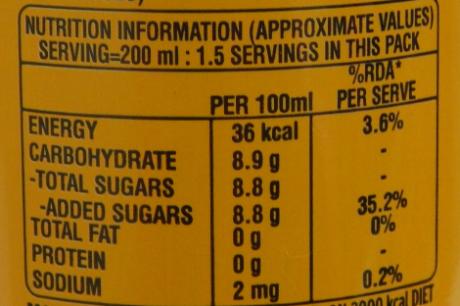 NUTRITION INFORMATION (APPROXIMATE VALUES)
SERVING=200 ml : 1.5 SERVINGS IN THIS PACK
PER 100ml %RDA* PER SERVE
ENERGY 36 kcal 3.6%
CARBOHYDRATE 8.9 g -
-TOTAL SUGARS 8.8 g -
-ADDED SUGARS 8.8 g 35.2%
TOTAL FAT 0 g 0%
PROTEIN 0 g -
SODIUM 2 mg 0.2%
kcal DIET